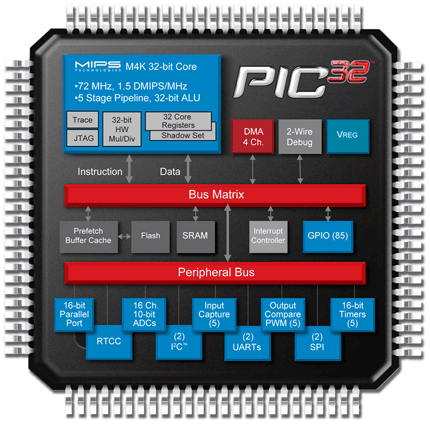 MIPS
TECHNOLOGIES
M4K 32-bit Core
•72 MHz, 1.5 DMIPS/MHz
•5 Stage Pipeline, 32-bit ALU
Trace
JTAG
32-bit
HW
Mul/Div
32 Core
Registers
Shadow Set
PIC32™
DMA
4 Ch.
2-Wire
Debug
VREG
Instruction
Data
Bus Matrix
Prefetch
Buffer Cache
Flash
SRAM
Interrupt
Controller
GPIO (85)
Peripheral Bus
16-bit
Parallel
Port
RTCC
16 Ch.
10-bit
ADCs
(2)
I²C™
Input
Capture
(5)
(2)
UARTs
Output
Compare
PWM (5)
(2)
SPI
16-bit
Timers
(5)